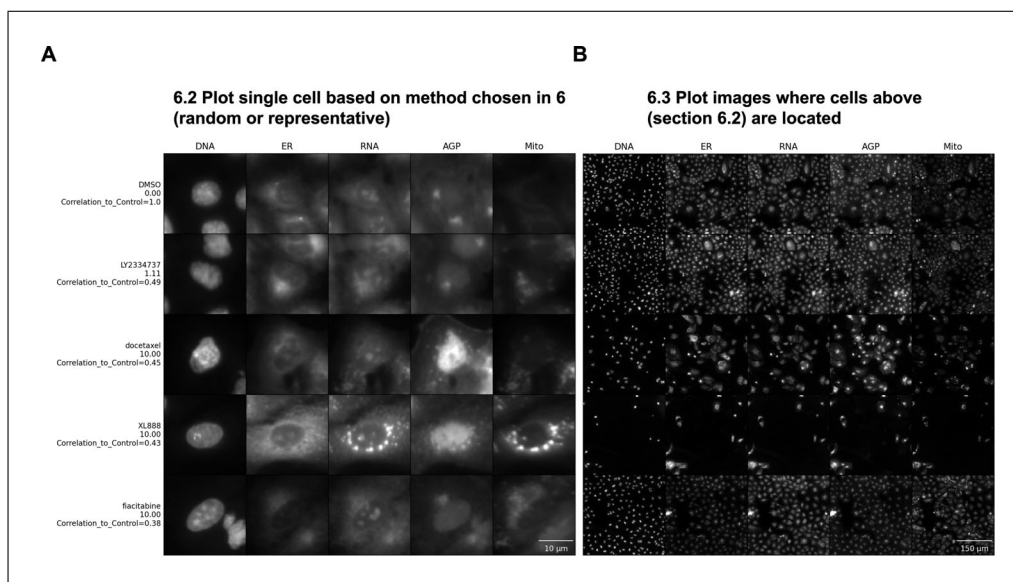 A
B
6.2 Plot single cell based on method chosen in 6
(random or representative)
6.3 Plot images where cells above
(section 6.2) are located
DNA ER RNA AGP Mito
DNA ER RNA AGP Mito
DMSO
0.00
Correlation_to_Control=1.0
LY2334737
1.11
Correlation_to_Control=0.49
docetaxel
10.00
Correlation_to_Control=0.45
XL888
10.00
Correlation_to_Control=0.43
fiacitabine
10.00
Correlation_to_Control=0.38
10 μm
150 μm